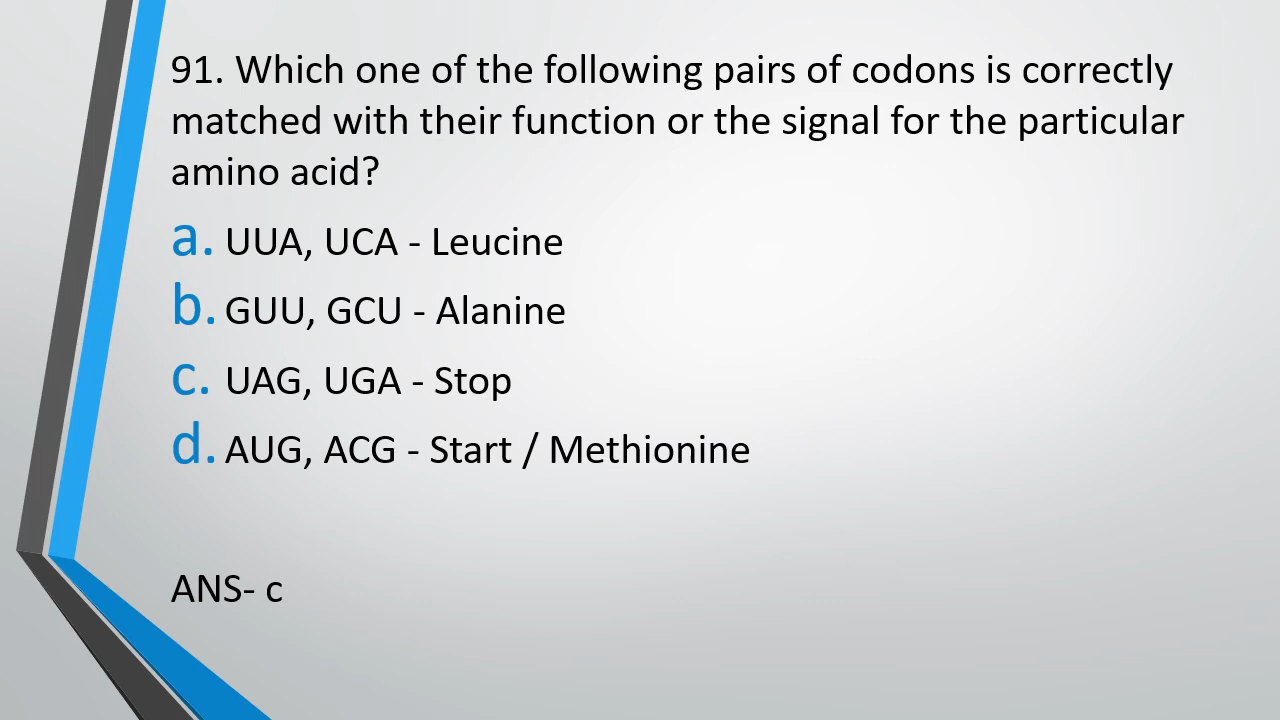 91. Which one of the following pairs of codons is correctly
matched with their function or the signal for the particular
amino acid?
a. UUA, UCA - Leucine
b. GUU, GCU - Alanine
c. UAG, UGA - Stop
d. AUG, ACG - Start / Methionine
ANS- c